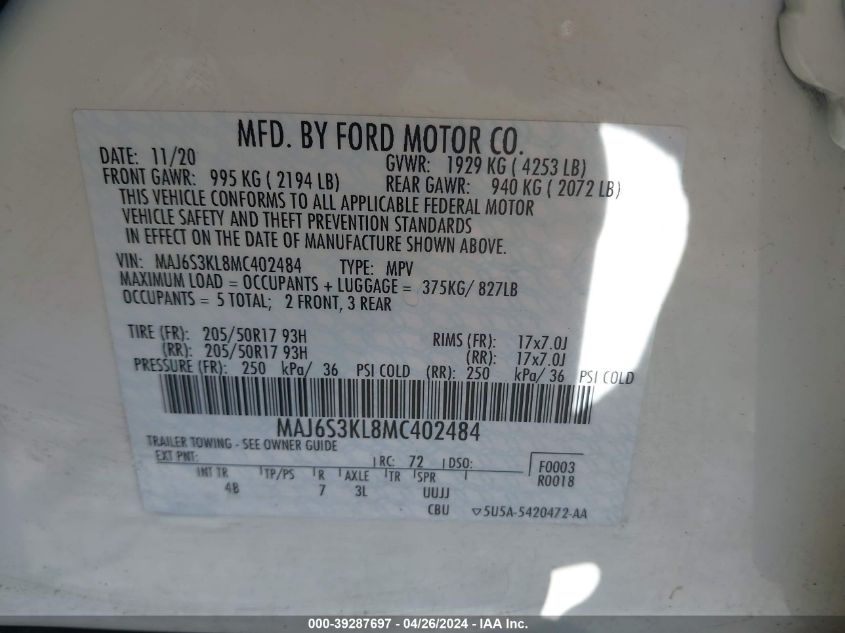 MFD. BY FORD MOTOR CO.
DATE: 11/20 GVWR: 1929 KG ( 4253 LB)
FRONT GAWR: 995 KG ( 2194 LB) REAR GAWR: 940 KG ( 2072 LB)
THIS VEHICLE CONFORMS TO ALL APPLICABLE FEDERAL MOTOR
VEHICLE SAFETY AND THEFT PREVENTION STANDARDS
IN EFFECT ON THE DATE OF MANUFACTURE SHOWN ABOVE.
VIN: MAJ6S3KL8MC402484 TYPE: MPV
MAXIMUM LOAD = OCCUPANTS + LUGGAGE = 375KG/ 827LB
OCCUPANTS = 5 TOTAL; 2 FRONT, 3 REAR
TIRE (FR): 205/50R17 93H RIMS (FR): 17x7.0J
(RR): 205/50R17 93H (RR): 17x7.0J
PRESSURE (FR): 250 kPa/ 36 PSI COLD (RR): 250 kPa/ 36 PSI COLD
MAJ6S3KL8MC402484
TRAILER TOWING - SEE OWNER GUIDE
EXT PNT: RC: 72 DSO: F0003
R0018
INT TR TP/PS R AXLE TR SPR
4B 7 3L UUJJ
CBU ▽5U5A-5420472-AA
000-39287697 - 04/26/2024 - IAA Inc.